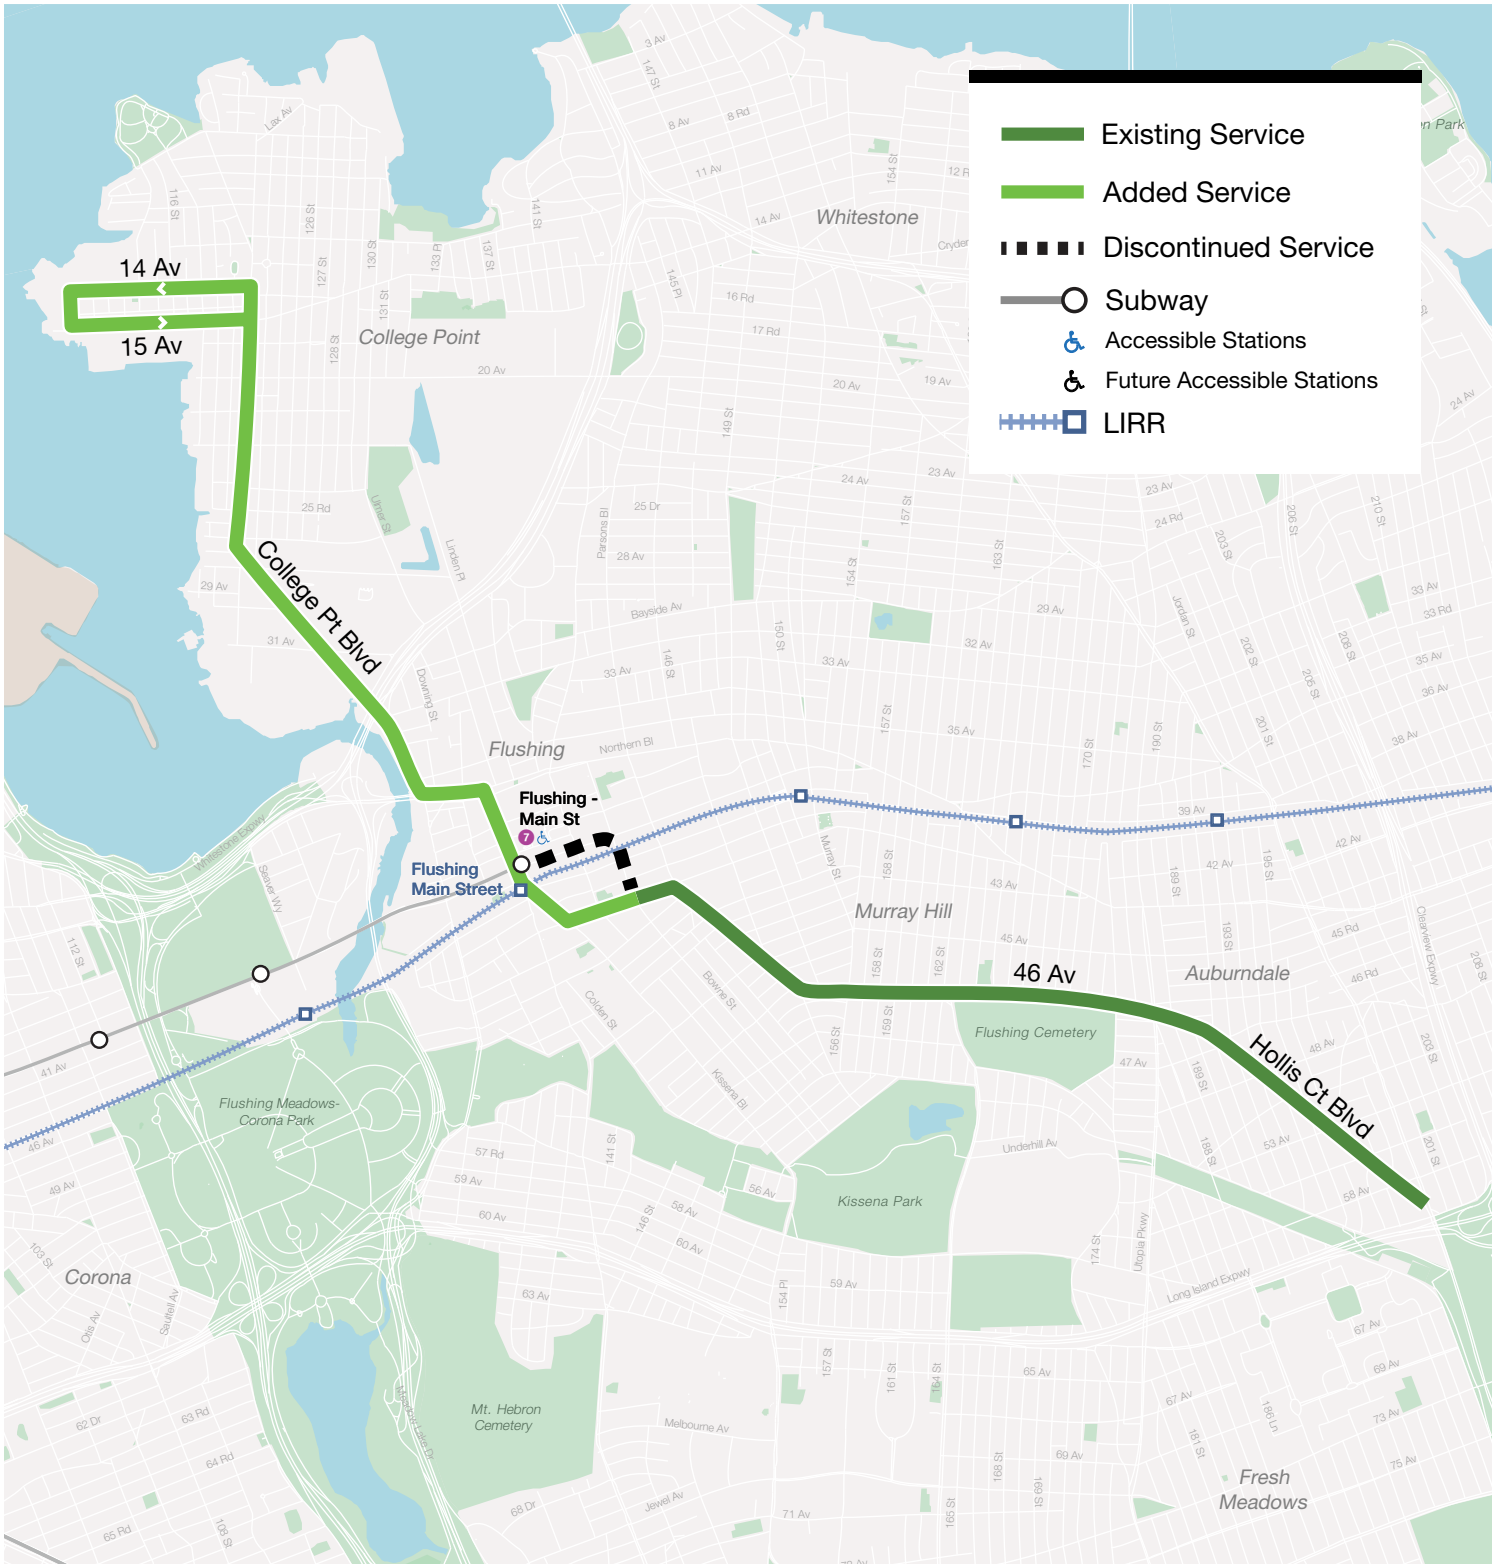 3 Av
147 St
8 Rd
8 Av
Lax Av
11 Av
154 St
12 R
en Park
116 St
126 St
141 St
14 Av
Whitestone
Cryder
130 St
133 Pl
137 St
127 St
145 Pl
16 Rd
131 St
17 Rd
128 St
College Point
20 Av
20 Av
19 Av
24 Av
149 St
14 Av
15 Av
Existing Service
Added Service
Discontinued Service
Subway
Accessible Stations
Future Accessible Stations
LIRR
23 Av
24 Av
23 Av
25 Rd
Ulmer St
25 Dr
157 St
24 Rd
206 St
210 St
Parsons Bl
28 Av
Linden Pl
154 St
163 St
203 St
College Pt Blvd
29 Av
31 Av
Bayside Av
150 St
29 Av
Jordan St
33 Av
33 Rd
32 Av
33 Av
33 Av
146 St
202 St
208 St
205 St
35 Av
36 Av
Downing St
157 St
35 Av
170 St
190 St
201 St
38 Av
Flushing
Northern Bl
Flushing -
Main St
7
39 Av
Whitestone Expwy
Seaver Wy
Flushing
Main Street
Murray St
158 St
43 Av
42 Av
189 St
195 St
42 Av
Murray Hill
112 St
158 St
162 St
45 Av
46 Av
193 St
Auburndale
45 Rd
46 Rd
Clearview Expwy
208 St
Bowne St
Colden St
156 St
159 St
Flushing Cemetery
47 Av
48 Av
203 St
Hollis Ct Blvd
41 Av
Kissena Bl
189 St
Flushing Meadows-
Corona Park
46 Av
57 Rd
141 St
Underhill Av
188 St
53 Av
201 St
49 Av
59 Av
56 Av
58 Av
58 Av
Kissena Park
60 Av
146 St
60 Av
174 St
Utopia Pkwy
103 St
Corona
63 Av
59 Av
154 Pl
Long Island Expwy
Otis Av
Saultell Av
67 Av
157 St
161 St
164 St
65 Av
69 Av
67 Av
Meadow Lake Dr
Mt. Hebron
Cemetery
62 Dr
63 Rd
Melbourne Av
186 Ln
73 Av
64 Rd
181 St
69 Av
75 Av
168 St
169 St
Fresh
Meadows
65 Rd
108 St
68 Dr
Jewel Av
165 St
71 Av